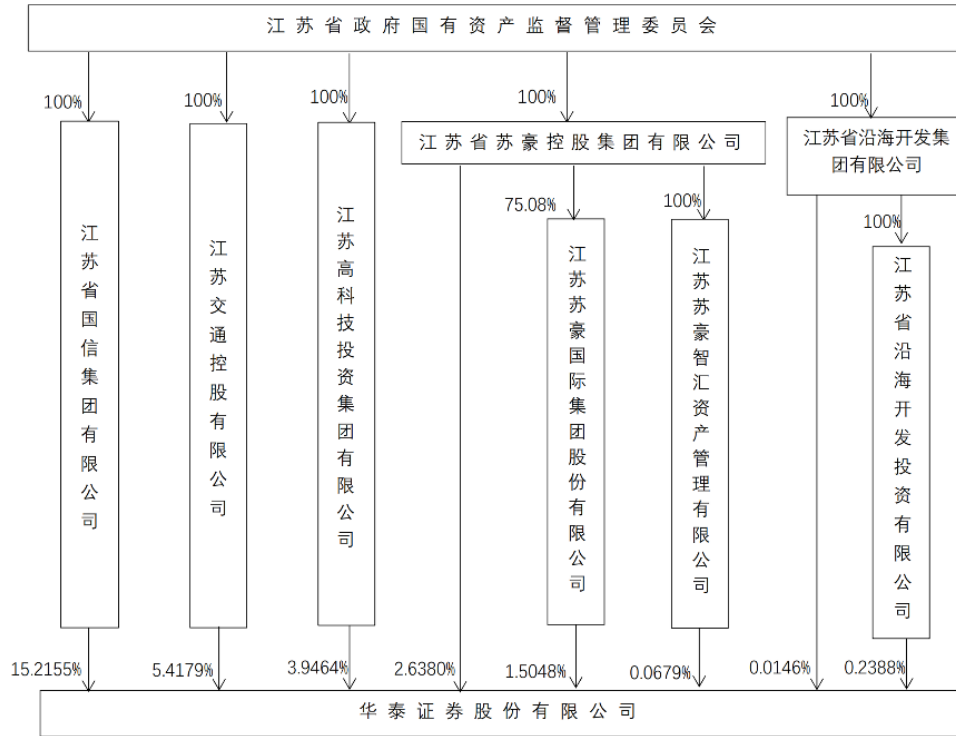 江苏省政府国有资产监督管理委员会
100%
100%
100%
100%
100%
江苏省苏豪控股集团有限公司
江苏省沿海开发集
团有限公司
75.08%
100%
100%
江苏省国信集团有限公司
江苏交通控股有限公司
江苏高科技投资集团有限公司
江苏苏豪国际集团股份有限公司
江苏苏豪智汇资产管理有限公司
江苏省沿海开发投资有限公司
15.2155%
5.4179%
3.9464%
2.6380%
1.5048%
0.0679%
0.0146%
0.2388%
华泰证券股份有限公司